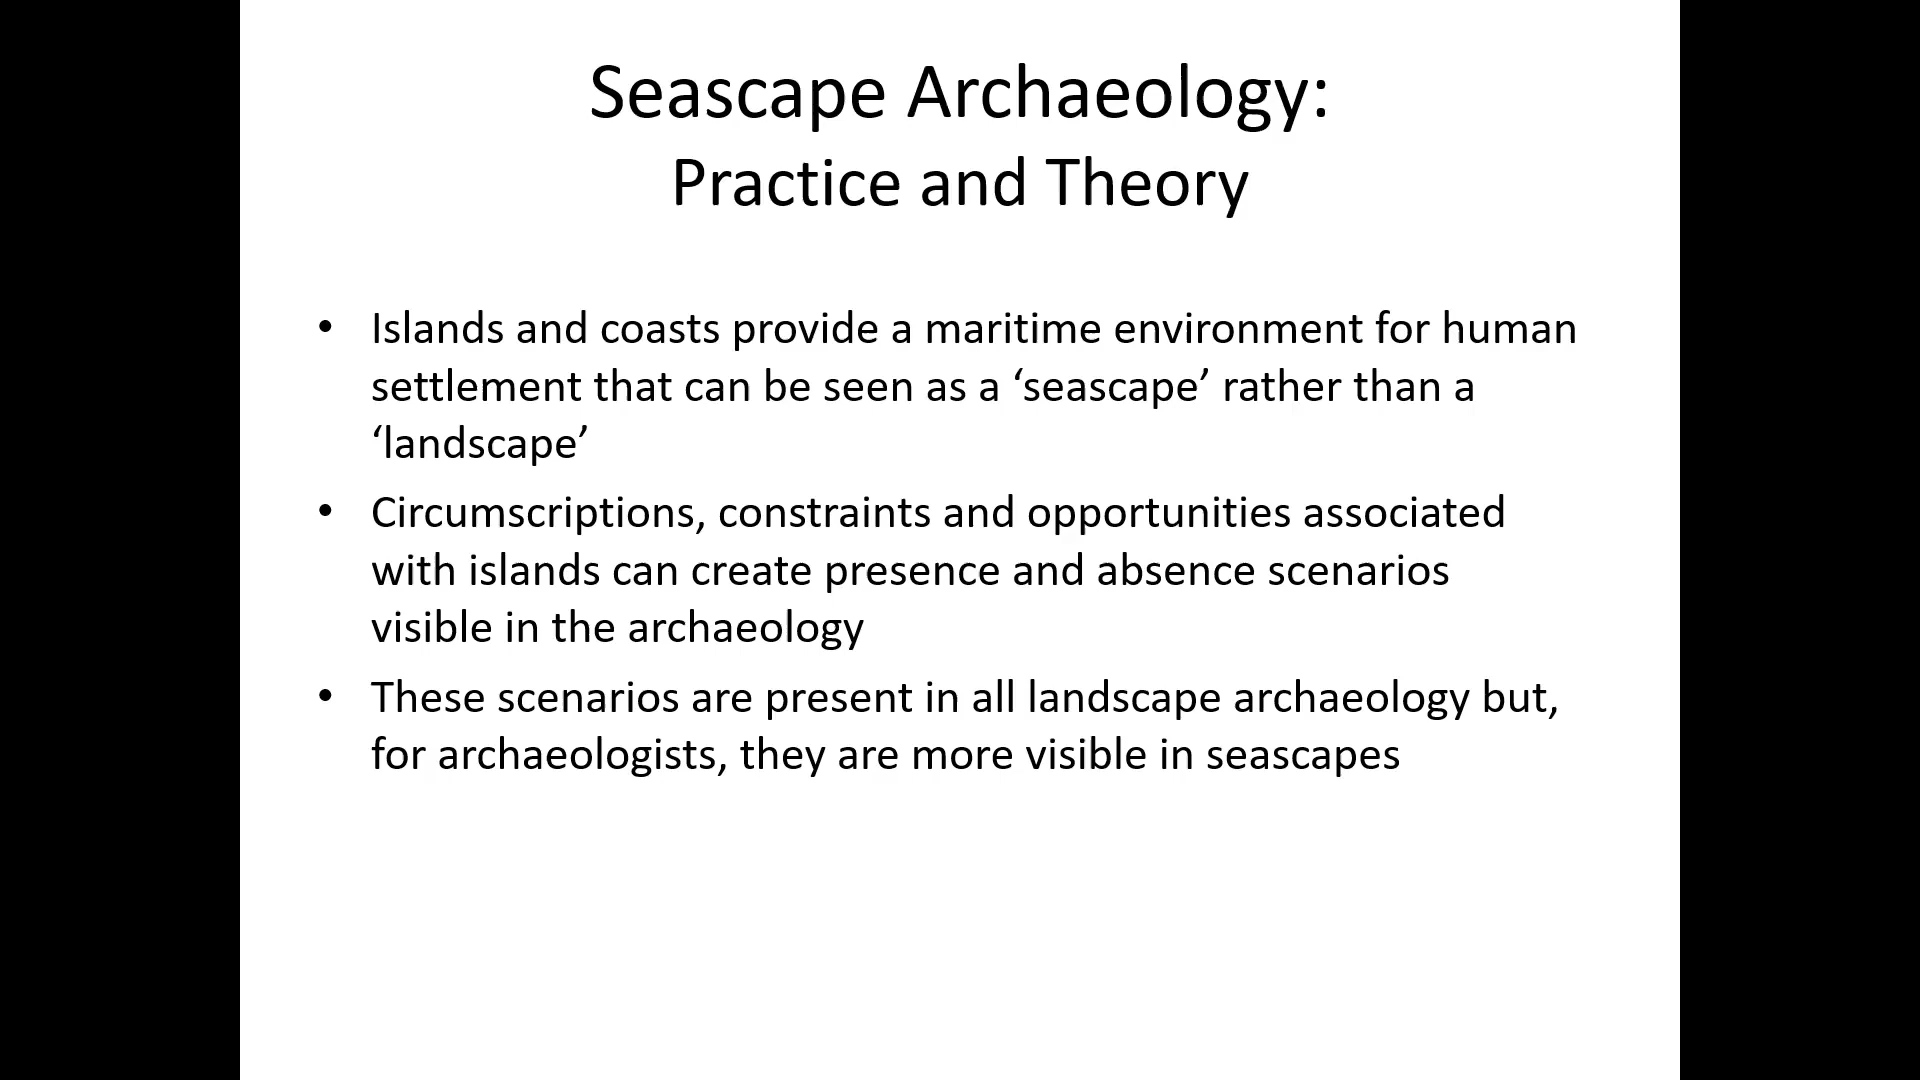 Seascape Archaeology:
Practice and Theory
• Islands and coasts provide a maritime environment for human
settlement that can be seen as a ‘seascape’ rather than a
‘landscape’
• Circumscriptions, constraints and opportunities associated
with islands can create presence and absence scenarios
visible in the archaeology
• These scenarios are present in all landscape archaeology but,
for archaeologists, they are more visible in seascapes